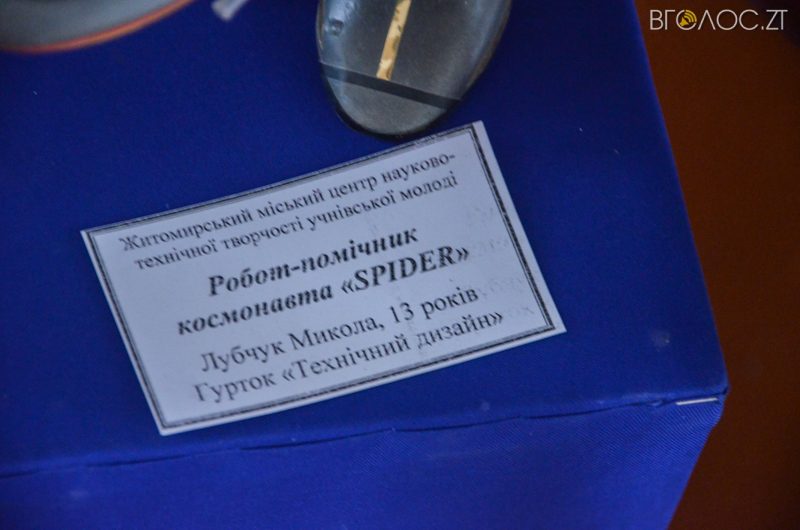 ВГОЛОС.ZT
Житомирський міський центр науково-
технічної творчості учнівської молоді
Робот-помічник
космонавта «SPIDER»
Лубчук Микола, 13 років
Гурток «Технічний дизайн»